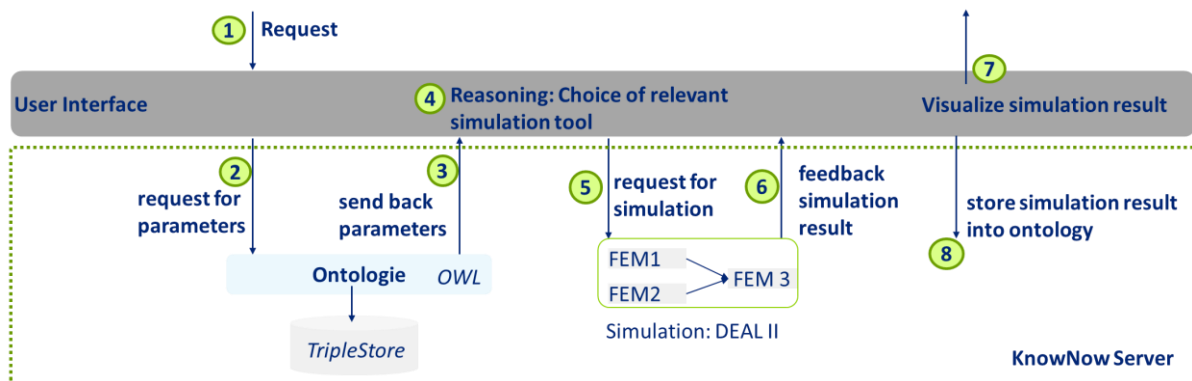 1 Request
User Interface
4 Reasoning: Choice of relevant
simulation tool
7
Visualize simulation result
2
request for
parameters
3
send back
parameters
5 request for
simulation
6 feedback
simulation
result
store simulation result
into ontology
8
Ontologie OWL
TripleStore
FEM1
FEM2
FEM 3
Simulation: DEAL II
KnowNow Server